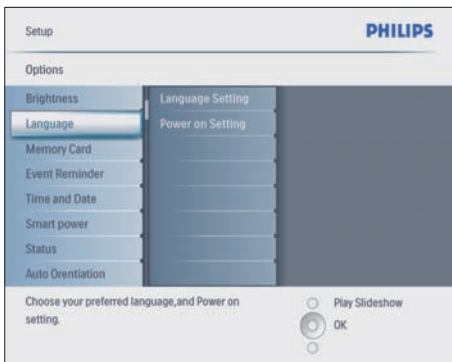 Setup
PHILIPS
Options
Brightness
Language
Memory Card
Event Reminder
Time and Date
Smart power
Status
Auto Orentiation
Language Setting
Power on Setting
Choose your preferred language,and Power on
setting.
Play Slideshow
OK